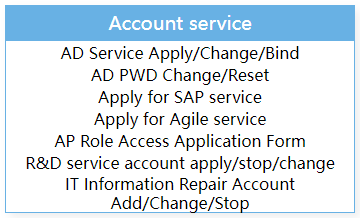 Account service
AD Service Apply/Change/Bind
AD PWD Change/Reset
Apply for SAP service
Apply for Agile service
AP Role Access Application Form
R&D service account apply/stop/change
IT Information Repair Account
Add/Change/Stop